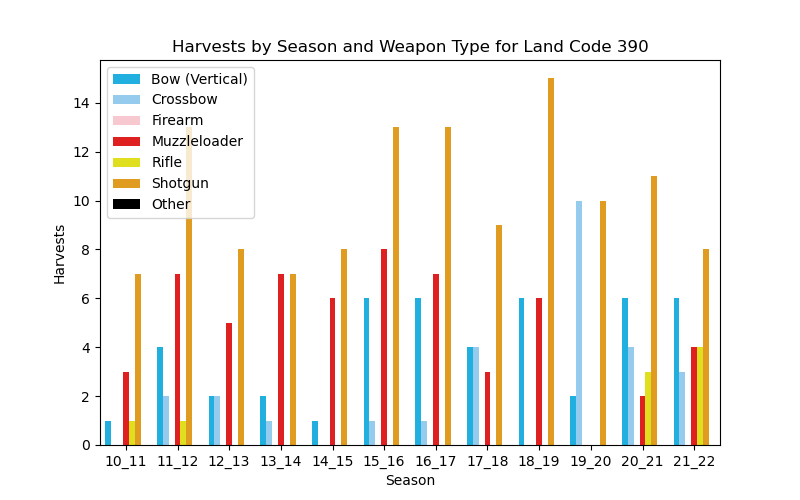 Harvests by Season and Weapon Type for Land Code 390
Bow (Vertical)
Crossbow
Firearm
Muzzleloader
Rifle
Shotgun
Other
14
12
10
8
6
4
2
0
Harvests
10_11 11_12 12_13 13_14 14_15 15_16 16_17 17_18 18_19 19_20 20_21 21_22
Season